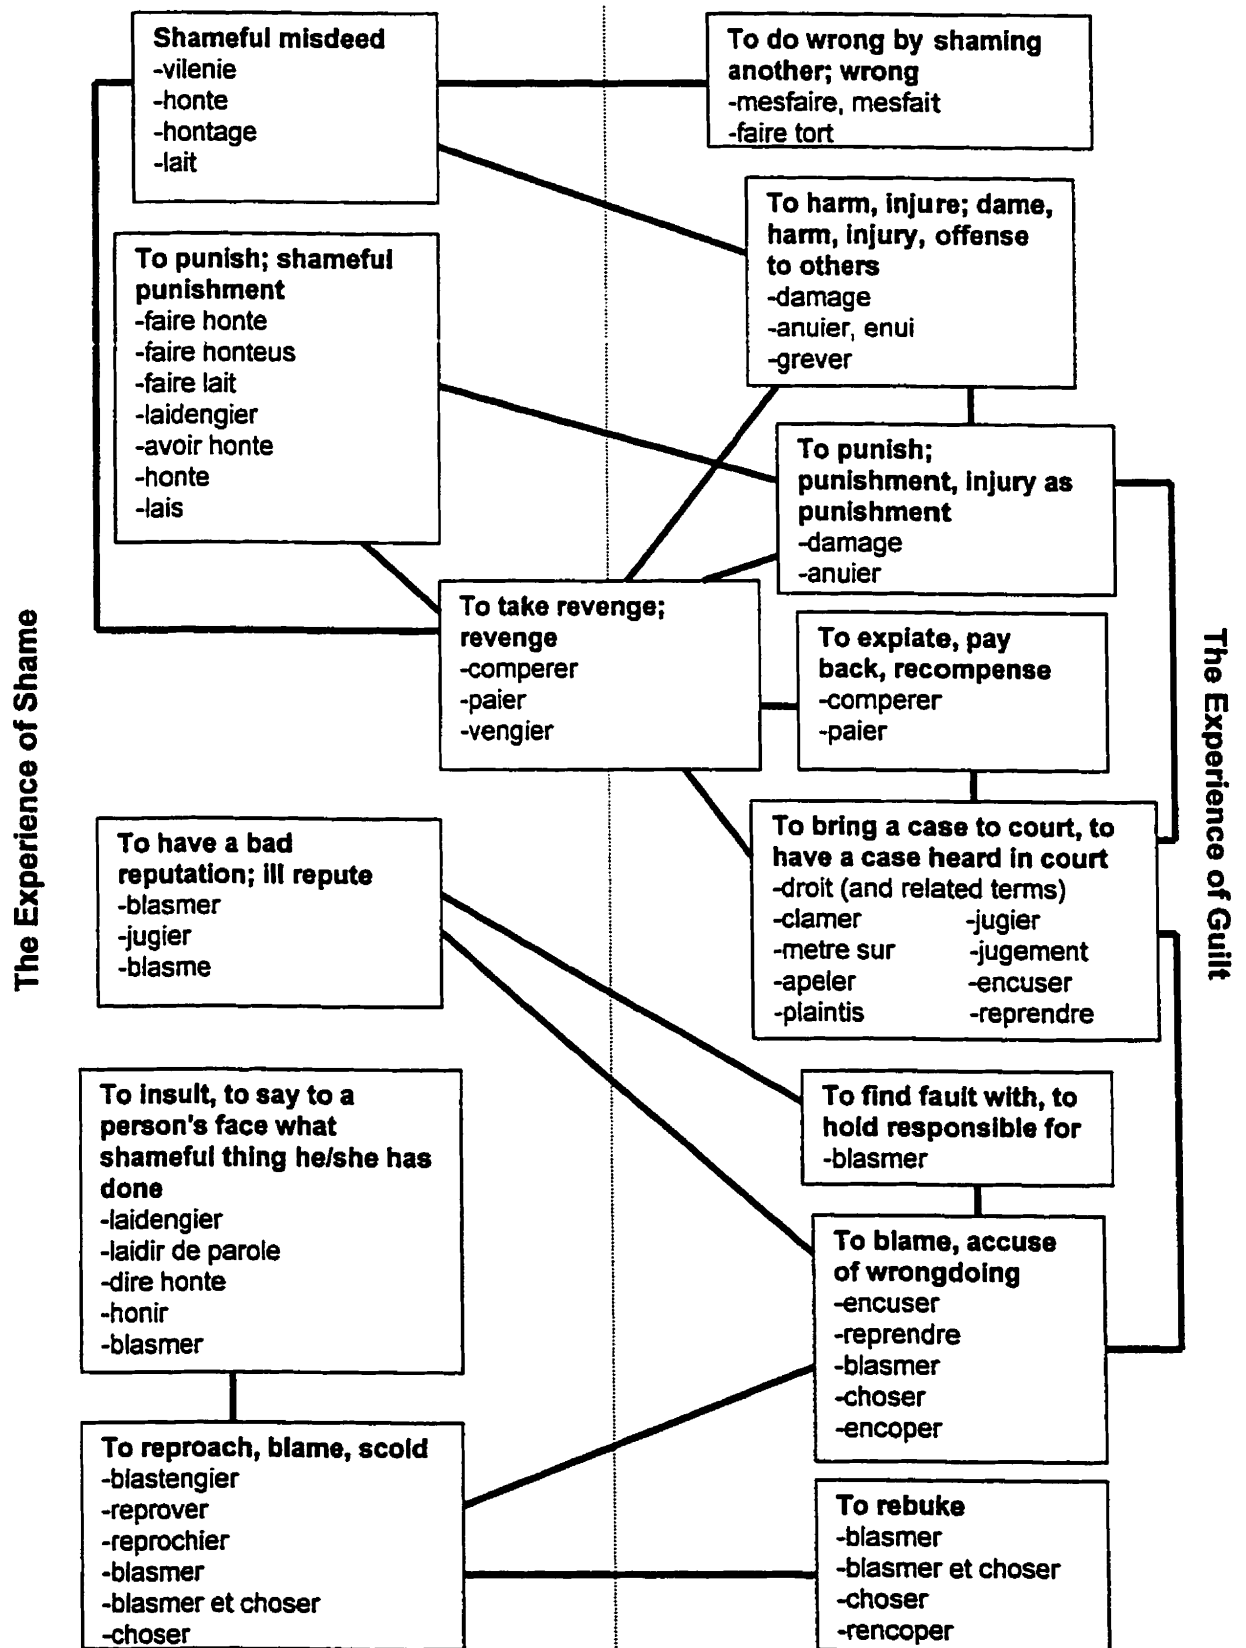 The Experience of Shame
Shameful misdeed
-vilenie
-honte
-hontage
-lait
To do wrong by shaming
another; wrong
-mesfaire, mesfait
-faire tort
To harm, injure; dame,
harm, injury, offense
to others
-damage
-anuier, enui
-grever
To punish; shameful
punishment
-faire honte
-faire honteus
-faire lait
-laidengier
-avoir honte
-honte
-lais
To punish;
punishment, injury as
punishment
-damage
-anuier
To take revenge;
revenge
-comperer
-paier
-vengier
To expiate, pay
back, recompense
-comperer
-paier
To have a bad
reputation; ill repute
-blasmer
-jugier
-blasme
To bring a case to court, to
have a case heard in court
-droit (and related terms)
-clamer -jugier
-metre sur -jugement
-apeler -encuser
-plaintis -reprendre
To insult, to say to a
person's face what
shameful thing he/she has
done
-laidengier
-laidir de parole
-dire honte
-honir
-blasmer
To find fault with, to
hold responsible for
-blasmer
To blame, accuse
of wrongdoing
-encuser
-reprendre
-blasmer
-choser
-encoper
To reproach, blame, scold
-blastengier
-reprover
-reprochier
-blasmer
-blasmer et choser
-choser
To rebuke
-blasmer
-blasmer et choser
-choser
-rencoper
The Experience of Guilt